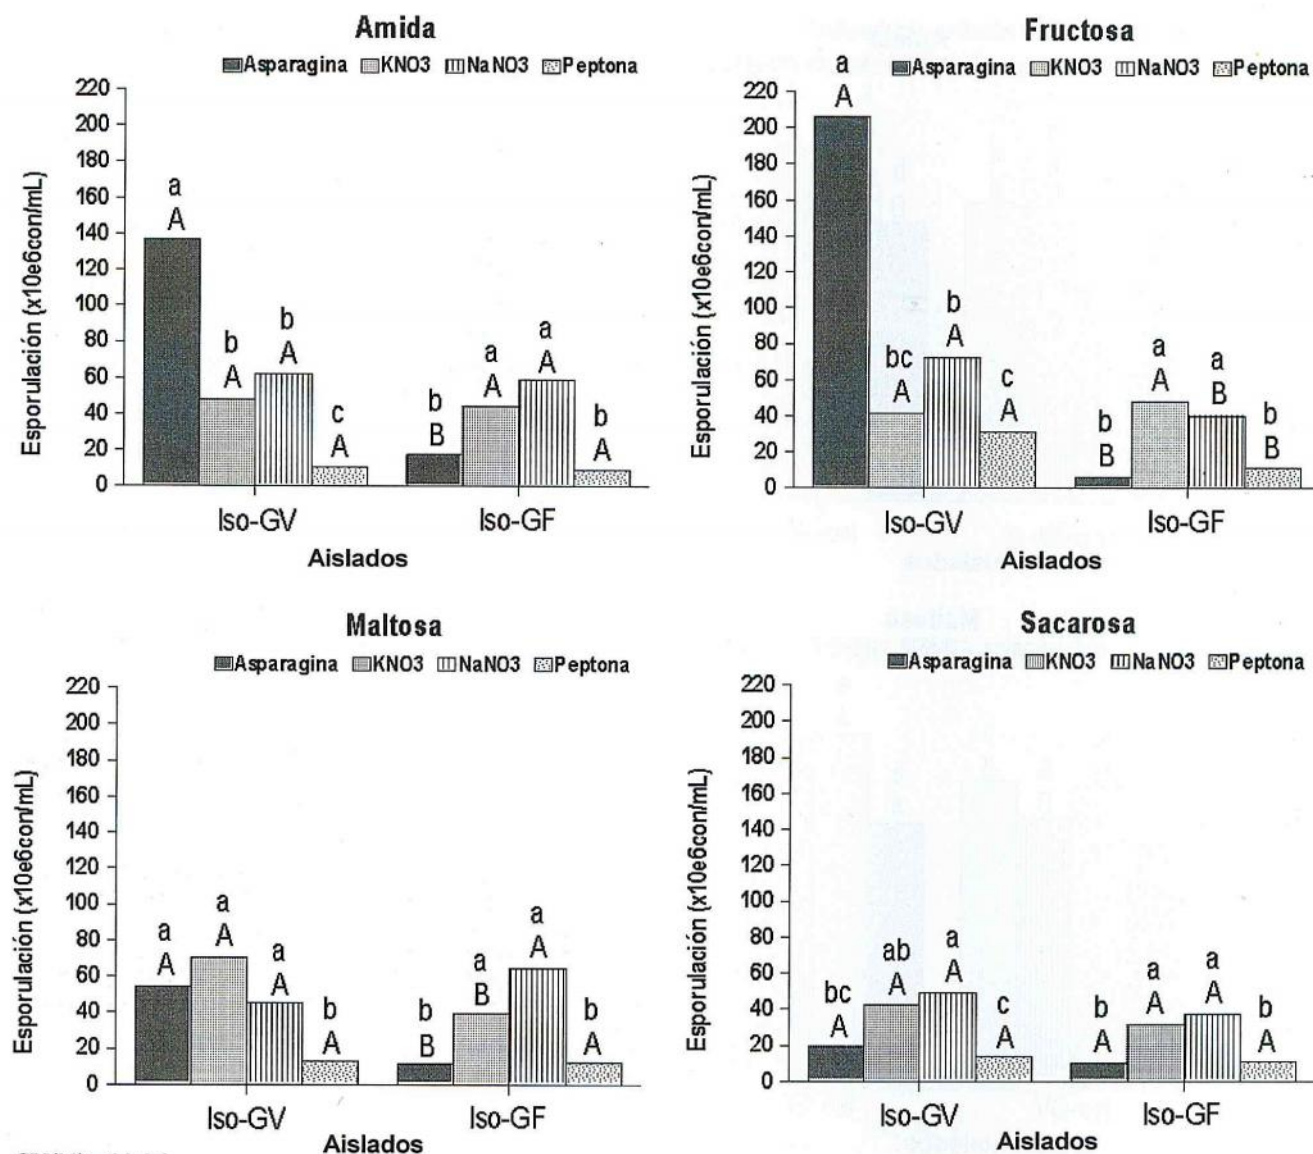 Amida
Asparagina KNO3 NaNO3 Peptona
Esporulación (x10e6con/mL)
220
200
180
160
140
120
100
80
60
40
20
0
a
A
b
A
b
A
c
A
b
B
a
A
a
A
b
A
Iso-GV Iso-GF
Aislados
Fructosa
Asparagina KNO3 NaNO3 Peptona
Esporulación (x10e6con/mL)
220
200
180
160
140
120
100
80
60
40
20
0
a
A
bc
A
b
A
c
A
b
B
a
A
a
B
b
B
Iso-GV Iso-GF
Aislados
Maltosa
Asparagina KNO3 NaNO3 Peptona
Esporulación (x10e6con/mL)
220
200
180
160
140
120
100
80
60
40
20
0
a
A
a
A
a
A
b
A
b
B
a
B
a
A
b
A
Iso-GV Iso-GF
Aislados
Sacarosa
Asparagina KNO3 NaNO3 Peptona
Esporulación (x10e6con/mL)
220
200
180
160
140
120
100
80
60
40
20
0
bc
A
ab
A
a
A
c
A
b
A
a
A
a
A
b
A
Iso-GV Iso-GF
Aislados